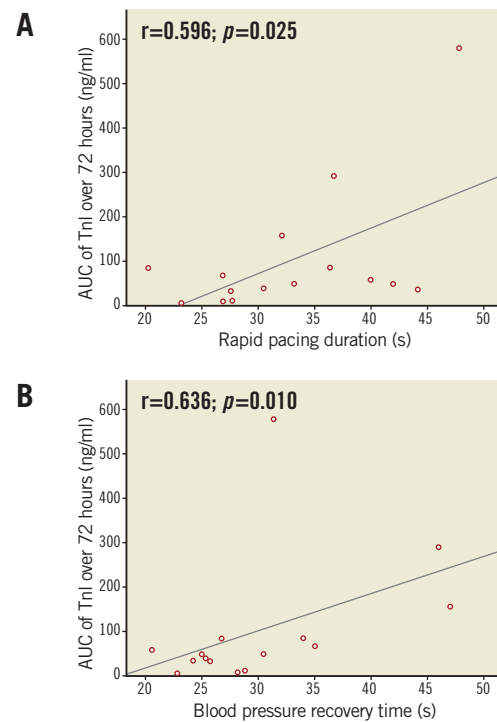 A
r=0.596; p=0.025
AUC of TnI over 72 hours (ng/ml)
600
500
400
300
200
100
0
20 25 30 35 40 45 50
Rapid pacing duration (s)
B
r=0.636; p=0.010
AUC of TnI over 72 hours (ng/ml)
600
500
400
300
200
100
0
20 25 30 35 40 45 50
Blood pressure recovery time (s)